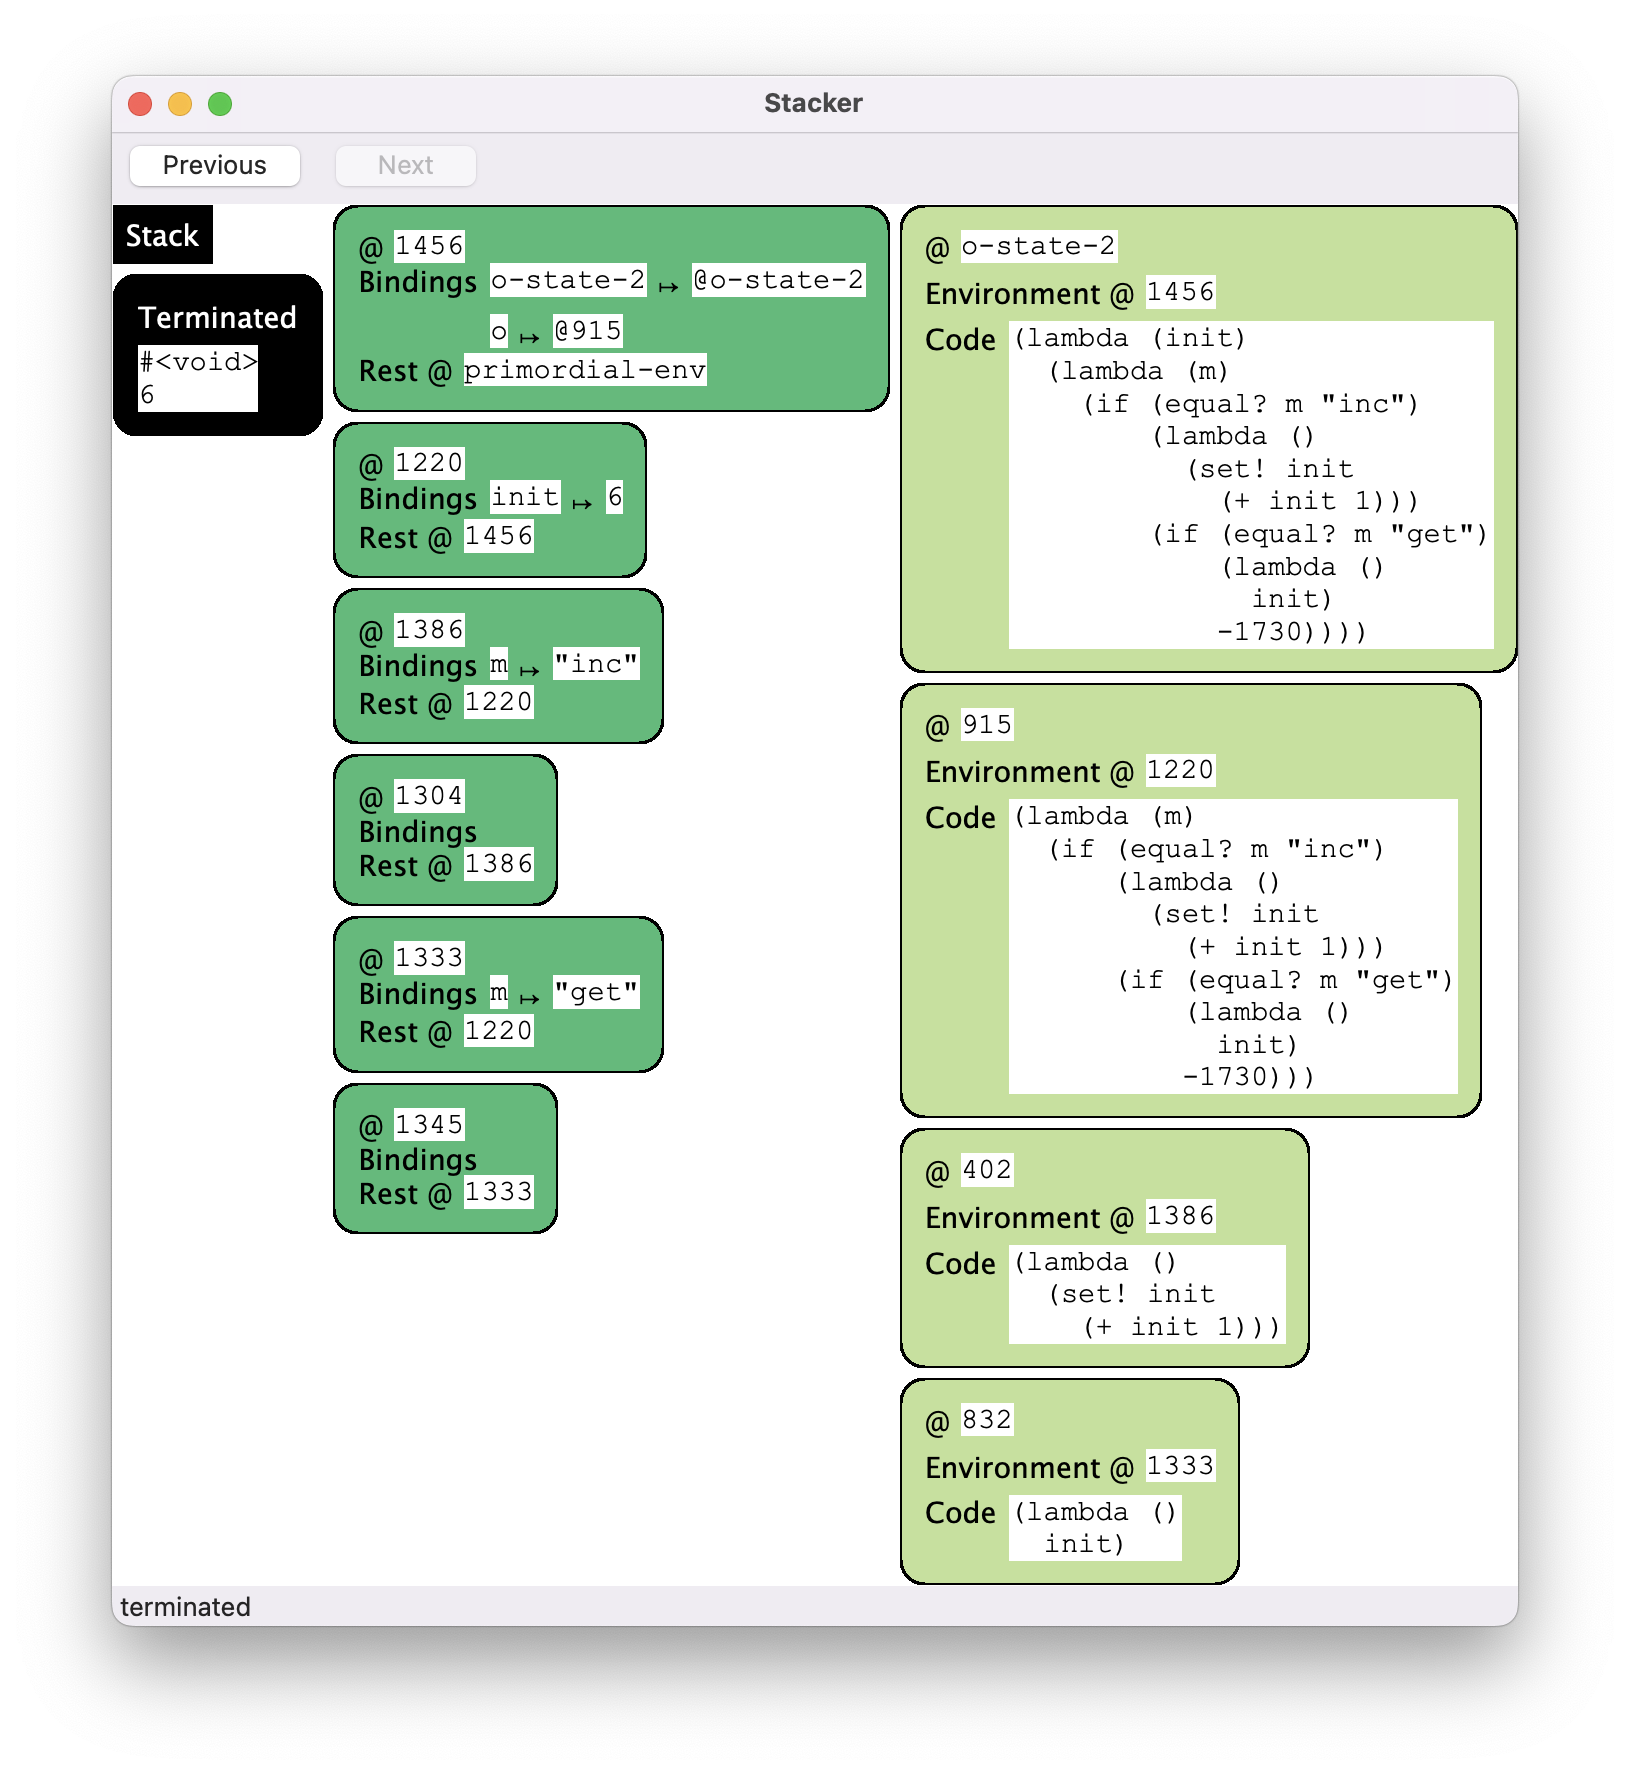 Stacker
Previous
Next
Stack
Terminated
#<void>
6
@ 1456
Bindings o-state-2 ↦ @o-state-2
o ↦ @915
Rest @ primordial-env
@ 1220
Bindings init ↦ 6
Rest @ 1456
@ 1386
Bindings m ↦ "inc"
Rest @ 1220
@ 1304
Bindings
Rest @ 1386
@ 1333
Bindings m ↦ "get"
Rest @ 1220
@ 1345
Bindings
Rest @ 1333
@ o-state-2
Environment @ 1456
Code (lambda (init)
  (lambda (m)
    (if (equal? m "inc")
        (lambda ()
          (set! init
            (+ init 1)))
        (if (equal? m "get")
            (lambda ()
              init)
            -1730))))
@ 915
Environment @ 1220
Code (lambda (m)
  (if (equal? m "inc")
      (lambda ()
        (set! init
          (+ init 1)))
      (if (equal? m "get")
          (lambda ()
            init)
          -1730)))
@ 402
Environment @ 1386
Code (lambda ()
  (set! init
    (+ init 1)))
@ 832
Environment @ 1333
Code (lambda ()
  init)
terminated